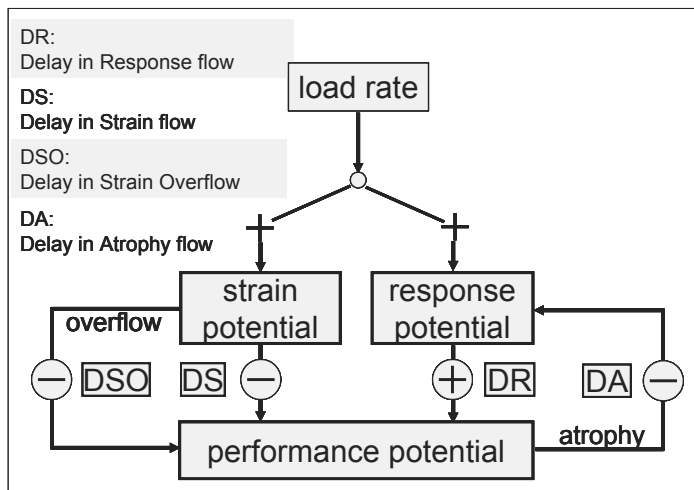 DR:
Delay in Response flow
DS:
Delay in Strain flow
DSO:
Delay in Strain Overflow
DA:
Delay in Atrophy flow
load rate
+
+
strain
potential
response
potential
overflow
− DSO
DS −
+ DR
DA −
performance potential
atrophy